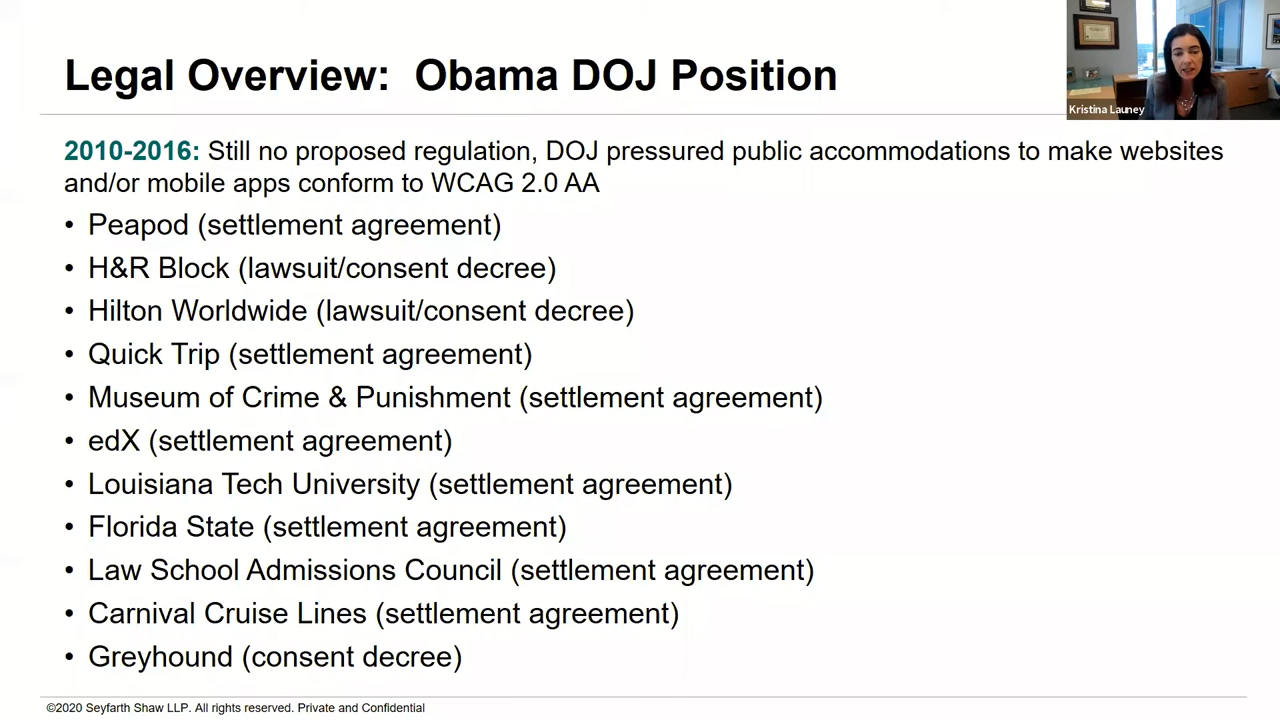 Legal Overview: Obama DOJ Position
Kristina Launey
2010-2016: Still no proposed regulation, DOJ pressured public accommodations to make websites
and/or mobile apps conform to WCAG 2.0 AA
• Peapod (settlement agreement)
• H&R Block (lawsuit/consent decree)
• Hilton Worldwide (lawsuit/consent decree)
• Quick Trip (settlement agreement)
• Museum of Crime & Punishment (settlement agreement)
• edX (settlement agreement)
• Louisiana Tech University (settlement agreement)
• Florida State (settlement agreement)
• Law School Admissions Council (settlement agreement)
• Carnival Cruise Lines (settlement agreement)
• Greyhound (consent decree)
©2020 Seyfarth Shaw LLP. All rights reserved. Private and Confidential